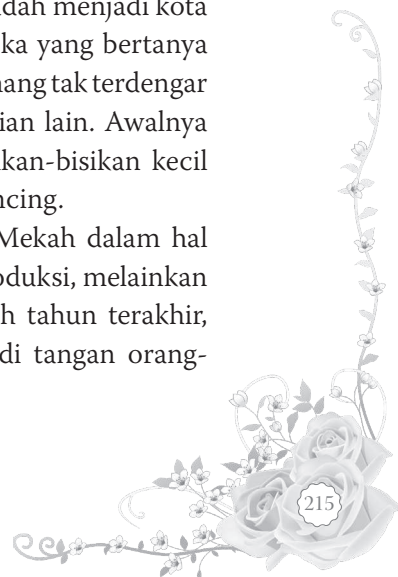 ndah menjadi kota
ka yang bertanya
nang tak terdengar
ian lain. Awalnya
kan-bisikan kecil
ncing.
Mekah dalam hal
oduksi, melainkan
h tahun terakhir,
di tangan orang-
215